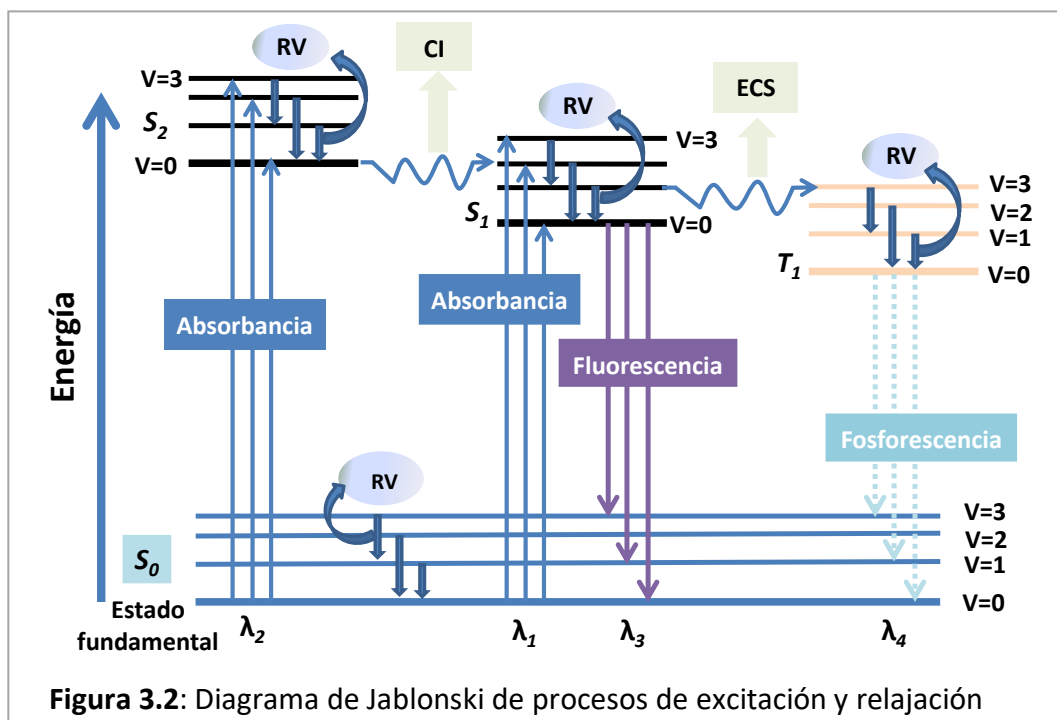 RV
CI
V=3
ECS
RV
S2
V=3
V=0
RV
V=3
V=2
S1
V=0
V=1
T1
V=0
Energía
Absorbancia
Absorbancia
Fluorescencia
Fosforescencia
RV
V=3
V=2
S0
V=1
V=0
Estado
fundamental
λ2
λ1
λ3
λ4
Figura 3.2: Diagrama de Jablonski de procesos de excitación y relajación